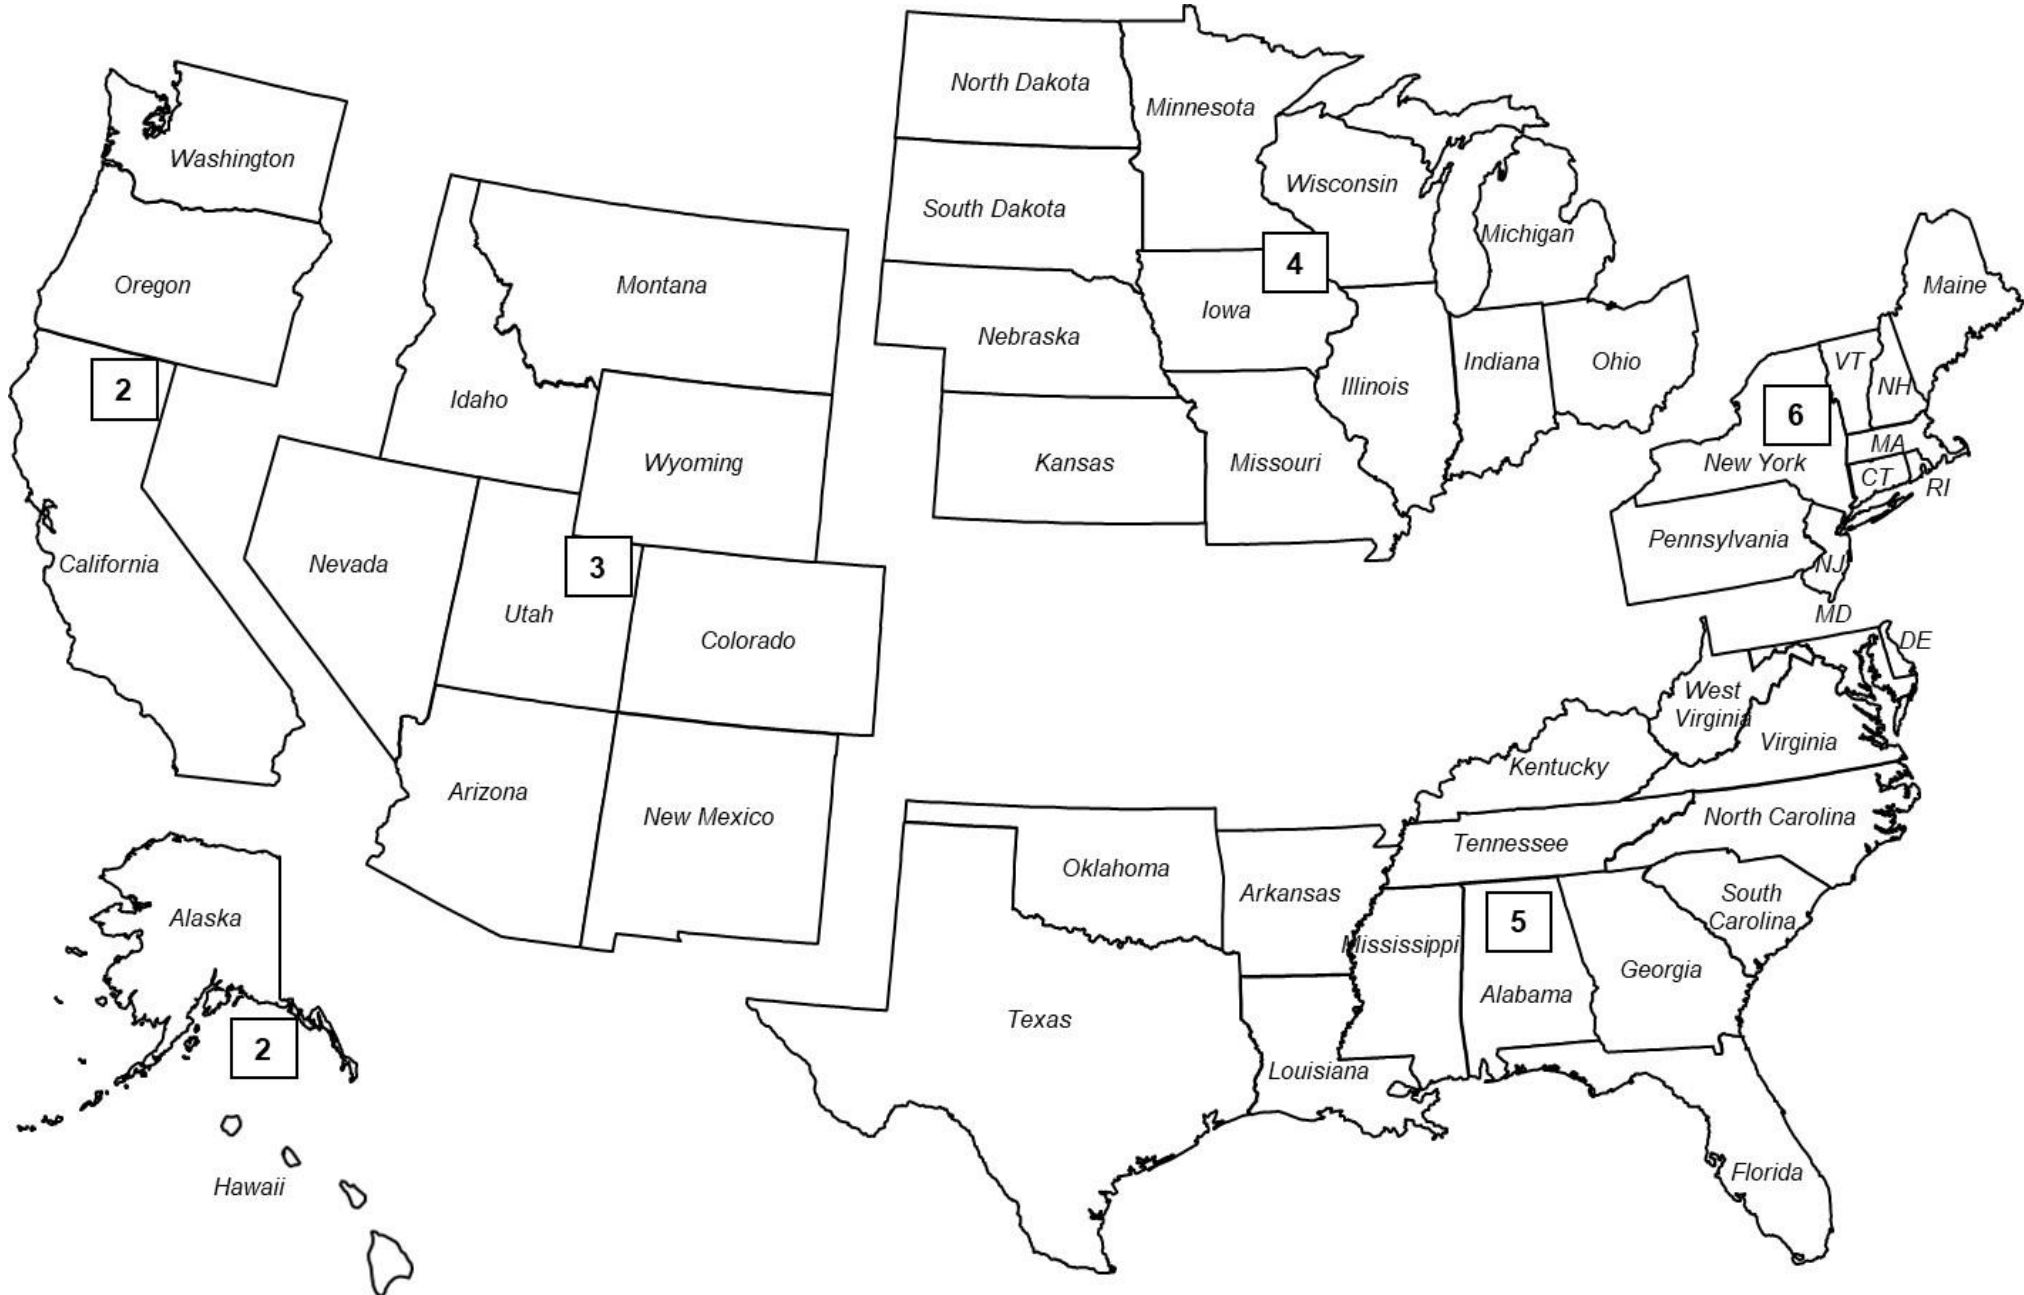 North Dakota
Minnesota
Washington
Wisconsin
South Dakota
Michigan
4
Oregon
Montana
Maine
Iowa
Nebraska
2
Idaho
Illinois
Indiana
Ohio
VT
NH
6
MA
Wyoming
Kansas
Missouri
New York
CT
RI
California
Nevada
3
Utah
Colorado
Pennsylvania
NJ
MD
DE
West
Virginia
Virginia
Kentucky
Arizona
New Mexico
North Carolina
Tennessee
Oklahoma
Arkansas
South
Carolina
5
Alaska
Mississippi
Georgia
Alabama
Texas
2
Louisiana
Hawaii
Florida